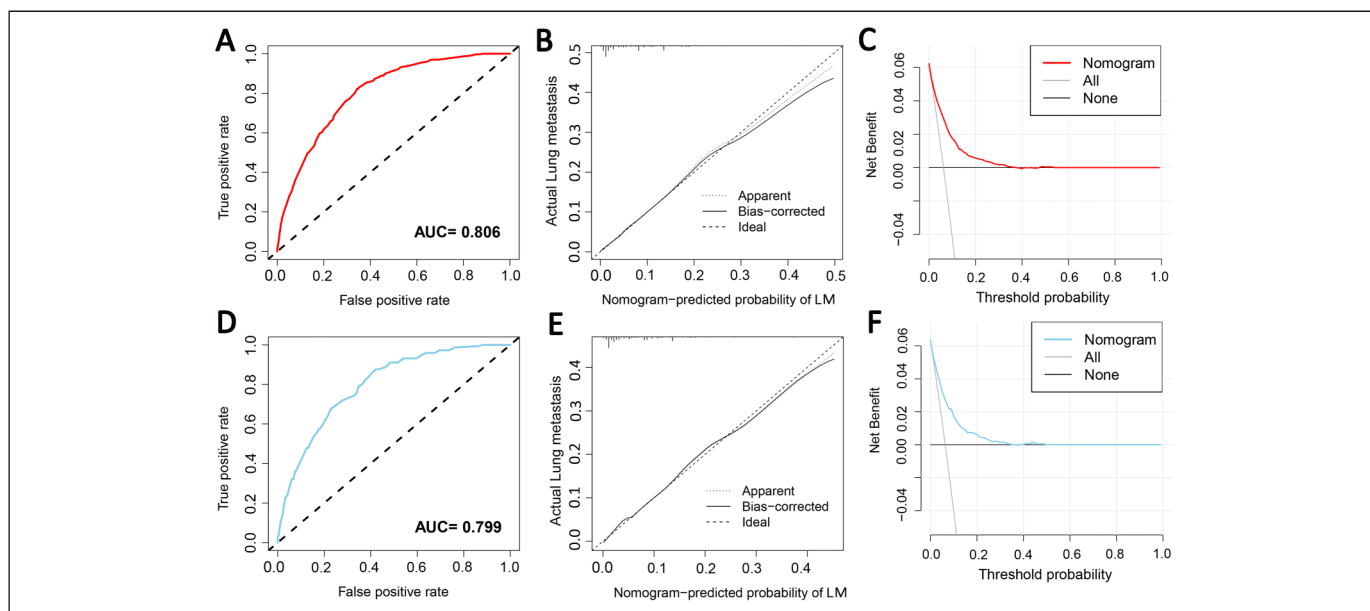 A
True positive rate
0.0 0.2 0.4 0.6 0.8 1.0
AUC= 0.806
0.0 0.2 0.4 0.6 0.8 1.0
False positive rate
B
Actual Lung metastasis
0.0 0.1 0.2 0.3 0.4 0.5
Apparent
Bias-corrected
Ideal
0.0 0.1 0.2 0.3 0.4 0.5
Nomogram-predicted probability of LM
C
Net Benefit
−0.04 0.00 0.02 0.04 0.06
Nomogram
All
None
0.0 0.2 0.4 0.6 0.8 1.0
Threshold probability
D
True positive rate
0.0 0.2 0.4 0.6 0.8 1.0
AUC= 0.799
0.0 0.2 0.4 0.6 0.8 1.0
False positive rate
E
Actual Lung metastasis
0.0 0.1 0.2 0.3 0.4
Apparent
Bias-corrected
Ideal
0.0 0.1 0.2 0.3 0.4
Nomogram-predicted probability of LM
F
Net Benefit
−0.04 0.00 0.02 0.04 0.06
Nomogram
All
None
0.0 0.2 0.4 0.6 0.8 1.0
Threshold probability